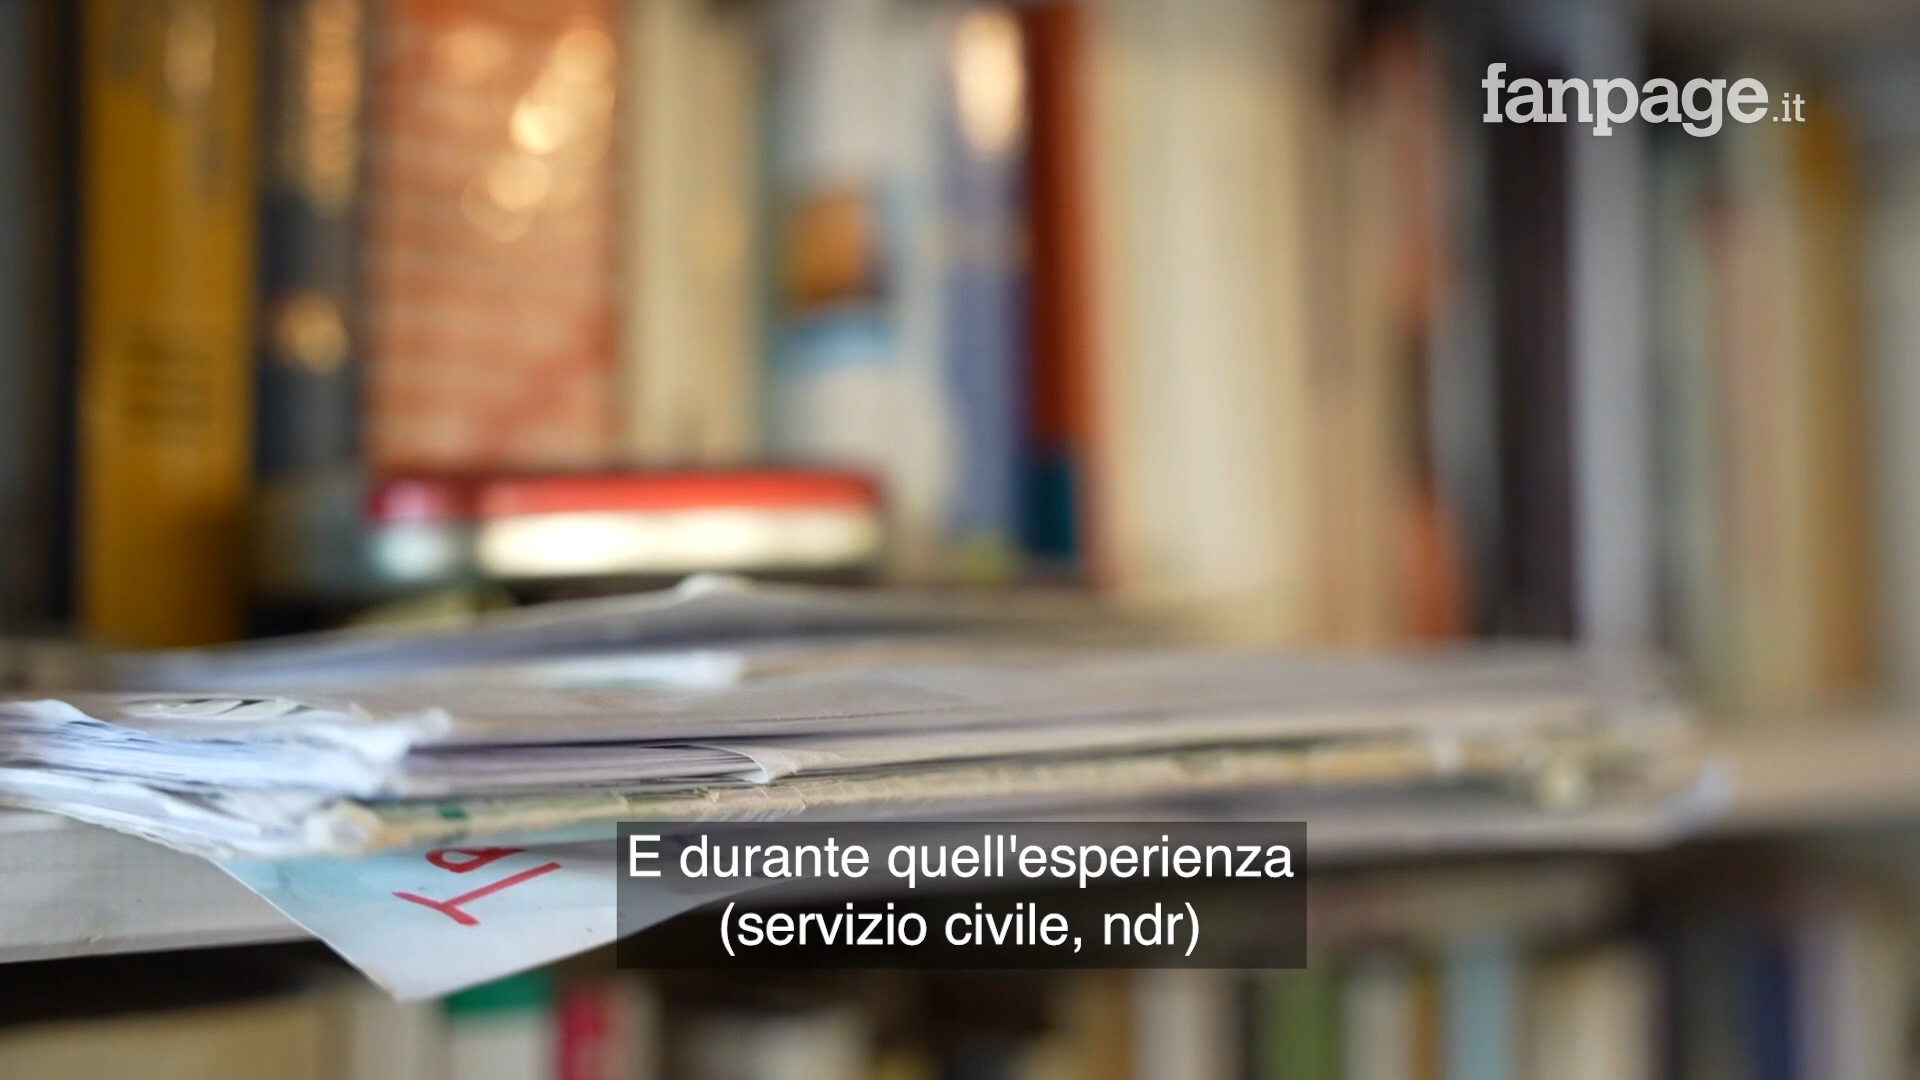 fanpage.it
E durante quell'esperienza
(servizio civile, ndr)